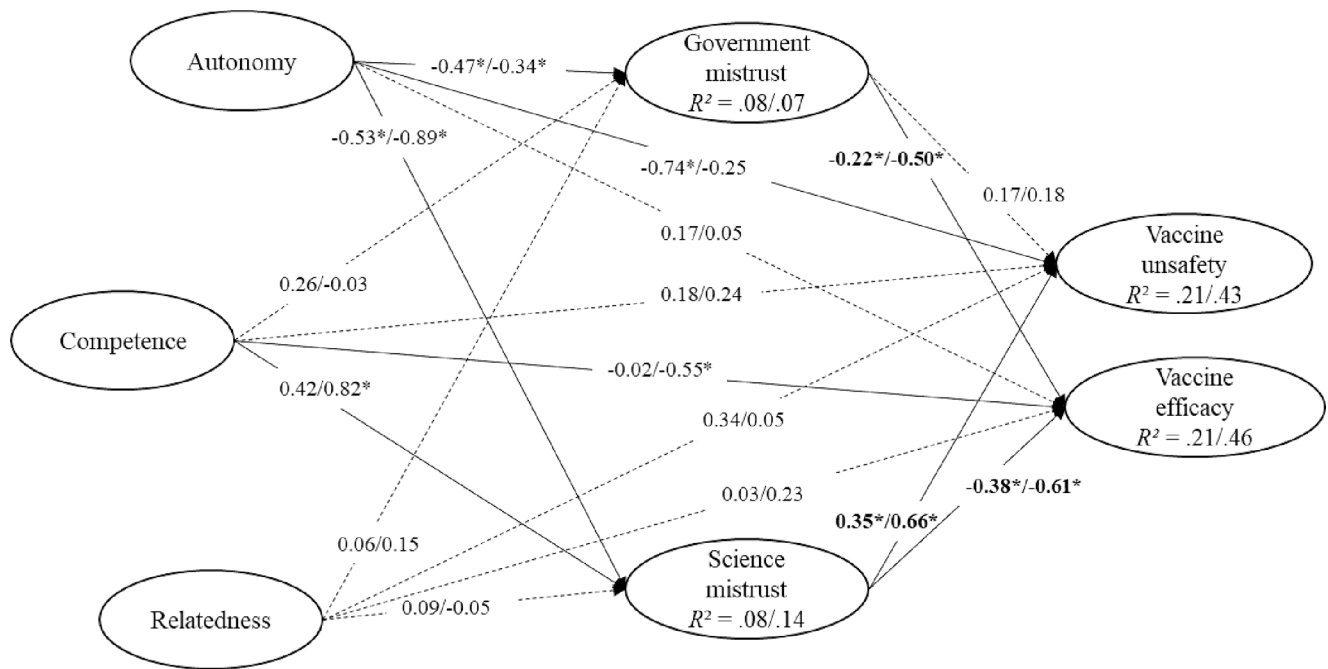 Autonomy
Government
mistrust
R² = .08/.07
-0.47*/-0.34*
-0.53*/-0.89*
-0.74*/-0.25
-0.22*/-0.50*
0.17/0.18
0.17/0.05
Vaccine
unsafety
R² = .21/.43
0.26/-0.03
0.18/0.24
Competence
-0.02/-0.55*
0.42/0.82*
Vaccine
efficacy
R² = .21/.46
0.34/0.05
0.03/0.23
-0.38*/-0.61*
0.35*/0.66*
0.06/0.15
Science
mistrust
R² = .08/.14
0.09/-0.05
Relatedness